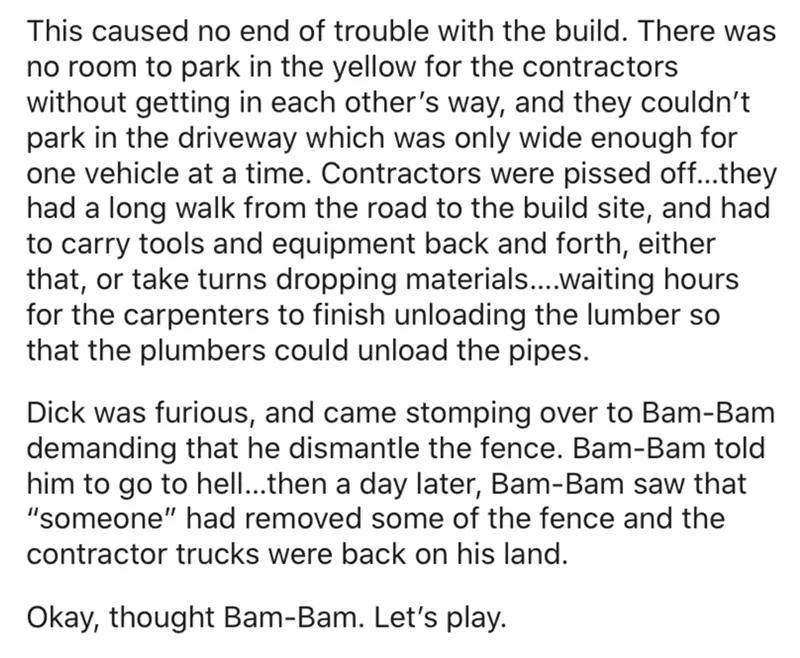 This caused no end of trouble with the build. There was
no room to park in the yellow for the contractors
without getting in each other’s way, and they couldn’t
park in the driveway which was only wide enough for
one vehicle at a time. Contractors were pissed off...they
had a long walk from the road to the build site, and had
to carry tools and equipment back and forth, either
that, or take turns dropping materials....waiting hours
for the carpenters to finish unloading the lumber so
that the plumbers could unload the pipes.
Dick was furious, and came stomping over to Bam-Bam
demanding that he dismantle the fence. Bam-Bam told
him to go to hell...then a day later, Bam-Bam saw that
“someone” had removed some of the fence and the
contractor trucks were back on his land.
Okay, thought Bam-Bam. Let’s play.